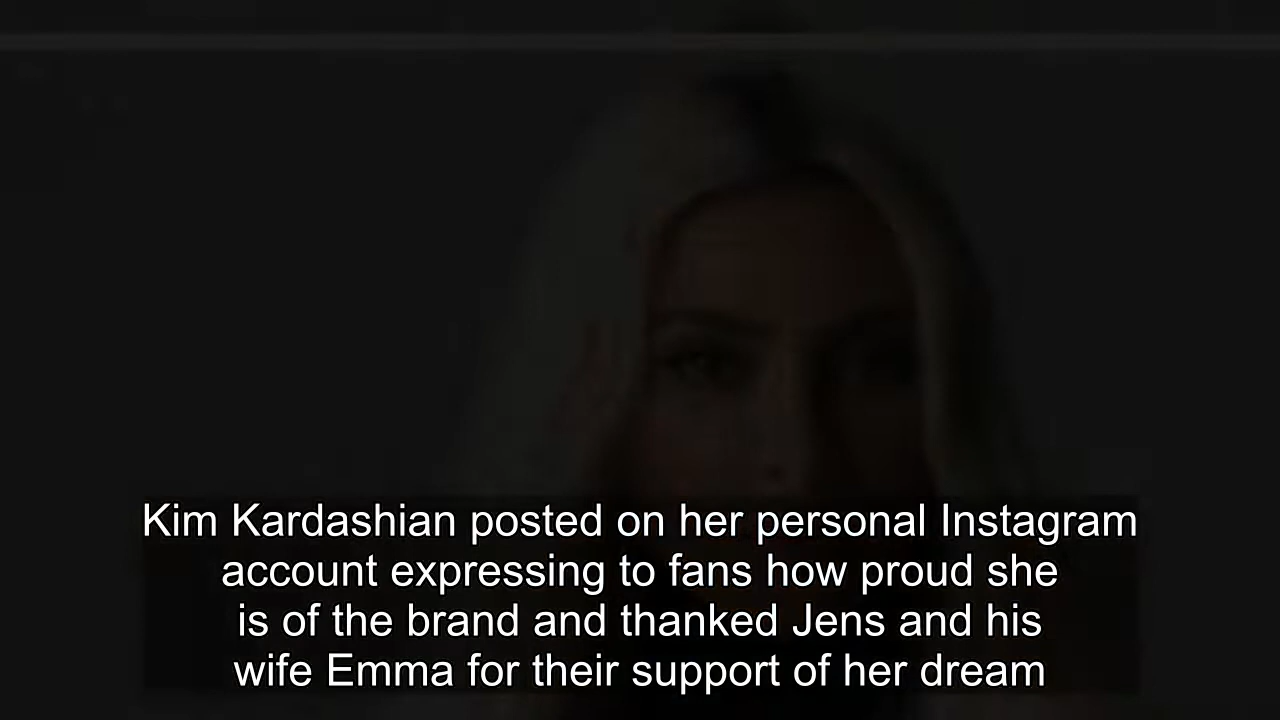 Kim Kardashian posted on her personal Instagram
account expressing to fans how proud she
is of the brand and thanked Jens and his
wife Emma for their support of her dream